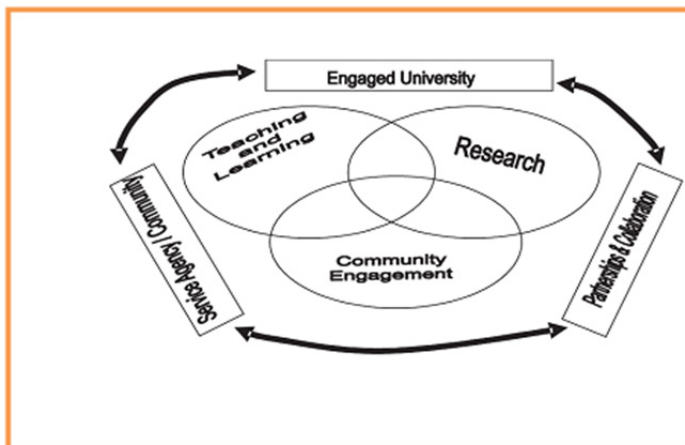 Engaged University
Teaching
and
Learning
Research
Community
Engagement
Service Agency / Community
Partnerships & Collaboration